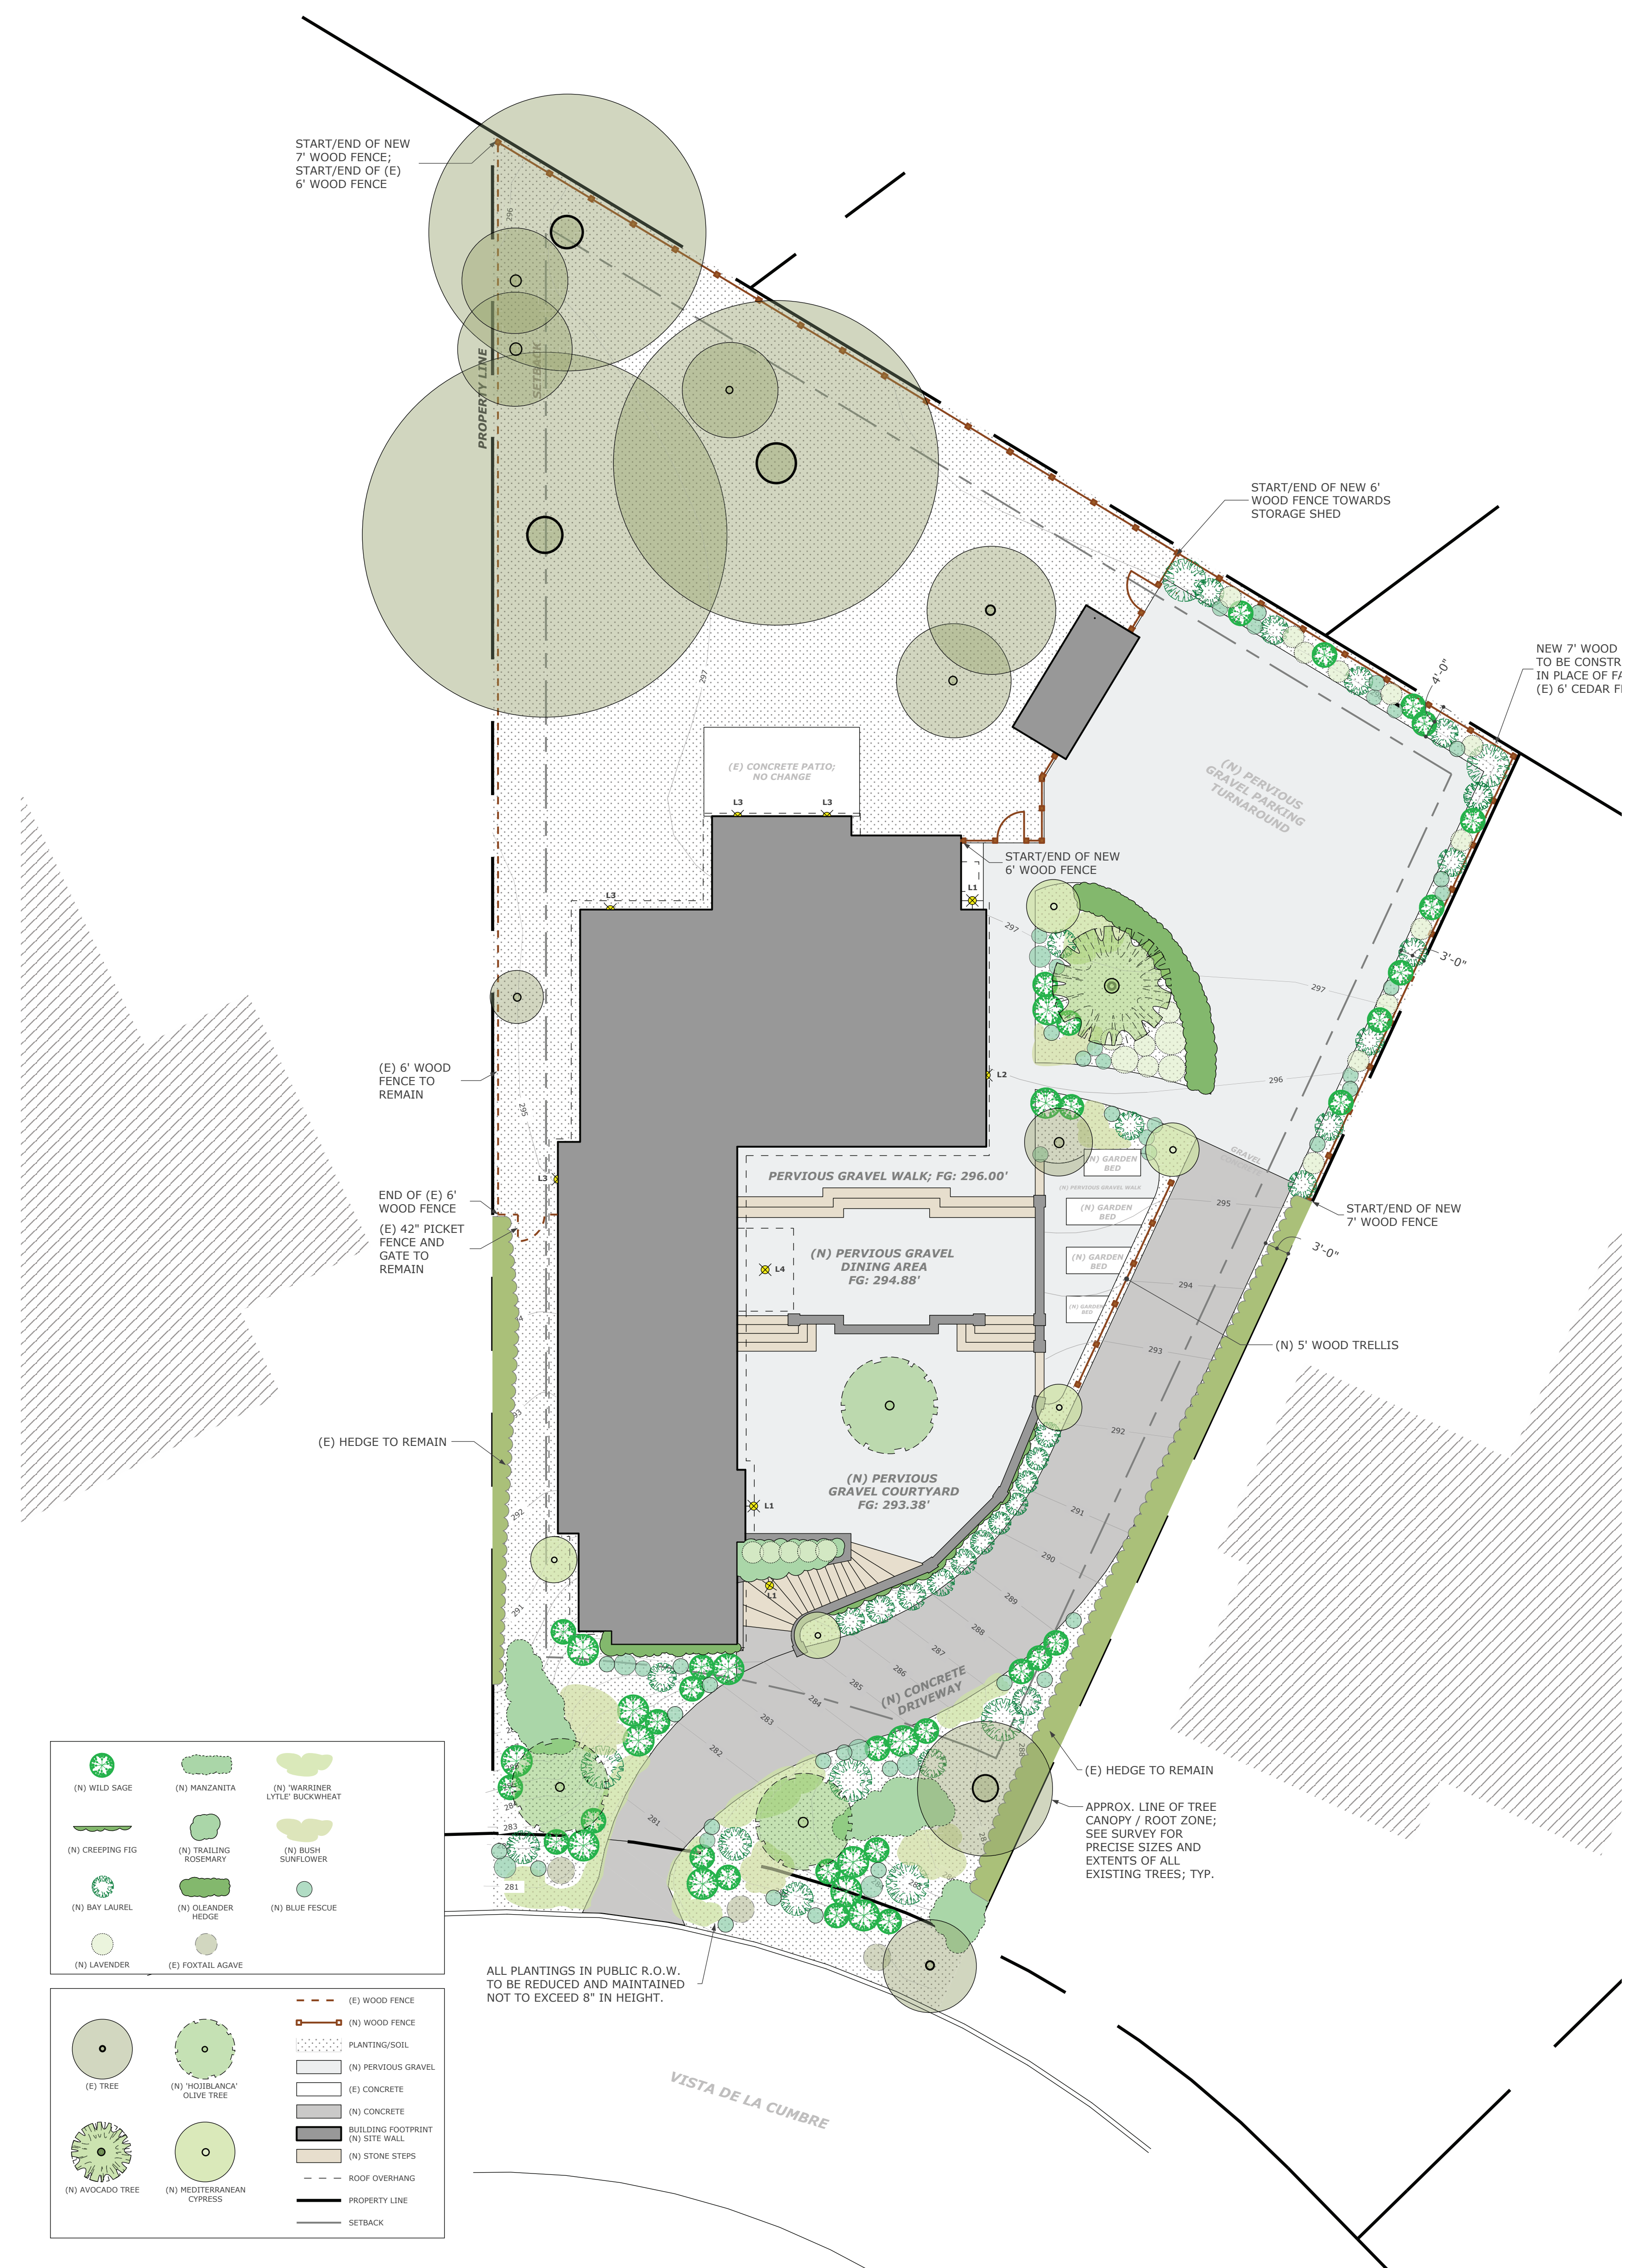 START/END OF NEW
7' WOOD FENCE;
START/END OF (E)
6' WOOD FENCE
296
PROPERTY LINE
SETBACK
START/END OF NEW 6'
WOOD FENCE TOWARDS
STORAGE SHED
NEW 7' WOOD
TO BE CONSTR
IN PLACE OF FA
(E) 6' CEDAR F
4'-0"
297
(E) CONCRETE PATIO;
NO CHANGE
(N) PERVIOUS
GRAVEL PARKING
TURNAROUND
L3
L3
START/END OF NEW
6' WOOD FENCE
L3
L1
297
3'-0"
297
(E) 6' WOOD
FENCE TO
REMAIN
L2
296
295
GRAVEL
(N) GARDEN
BED
PERVIOUS GRAVEL WALK; FG: 296.00'
L3
(N) PERVIOUS GRAVEL WALK
END OF (E) 6'
WOOD FENCE
(N) GARDEN
BED
295
START/END OF NEW
7' WOOD FENCE
(E) 42" PICKET
FENCE AND
GATE TO
REMAIN
(N) PERVIOUS GRAVEL
DINING AREA
FG: 294.88'
L4
(N) GARDEN
BED
3'-0"
294
(N) GARDEN
BED
(N) 5' WOOD TRELLIS
293
(E) HEDGE TO REMAIN
292
(N) PERVIOUS
GRAVEL COURTYARD
FG: 293.38'
L1
292
291
290
L1
289
291
288
287
286
285
284
283
282
281
(N) CONCRETE
DRIVEWAY
(E) HEDGE TO REMAIN
APPROX. LINE OF TREE
CANOPY / ROOT ZONE;
SEE SURVEY FOR
PRECISE SIZES AND
EXTENTS OF ALL
EXISTING TREES; TYP.
283
281
(N) WILD SAGE
(N) MANZANITA
(N) 'WARRINER
LYTLE' BUCKWHEAT
(N) CREEPING FIG
(N) TRAILING
ROSEMARY
(N) BUSH
SUNFLOWER
(N) BAY LAUREL
(N) OLEANDER
HEDGE
(N) BLUE FESCUE
(N) LAVENDER
(E) FOXTAIL AGAVE
ALL PLANTINGS IN PUBLIC R.O.W.
TO BE REDUCED AND MAINTAINED
NOT TO EXCEED 8" IN HEIGHT.
(E) TREE
(N) 'HOJIBLANCA'
OLIVE TREE
(N) AVOCADO TREE
(N) MEDITERRANEAN
CYPRESS
(E) WOOD FENCE
(N) WOOD FENCE
PLANTING/SOIL
(N) PERVIOUS GRAVEL
(E) CONCRETE
(N) CONCRETE
BUILDING FOOTPRINT
(N) SITE WALL
(N) STONE STEPS
ROOF OVERHANG
PROPERTY LINE
SETBACK
VISTA DE LA CUMBRE